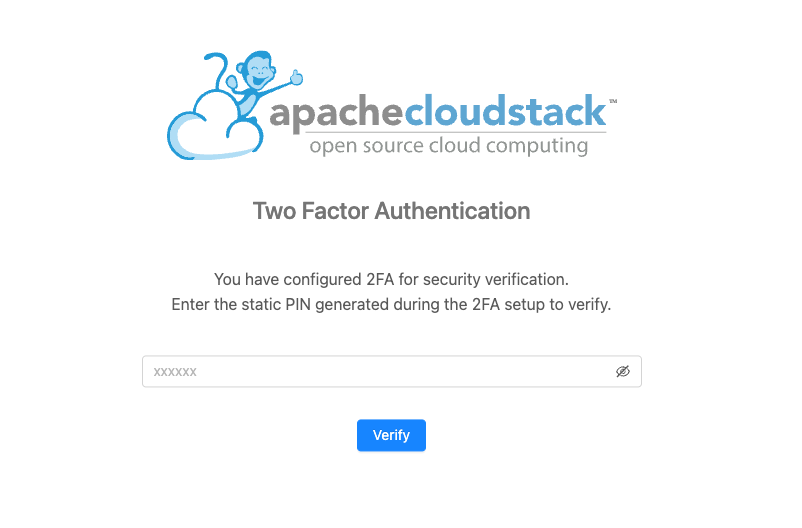 apachecloudstack™
open source cloud computing
Two Factor Authentication
You have configured 2FA for security verification.
Enter the static PIN generated during the 2FA setup to verify.
xxxxxx
Verify